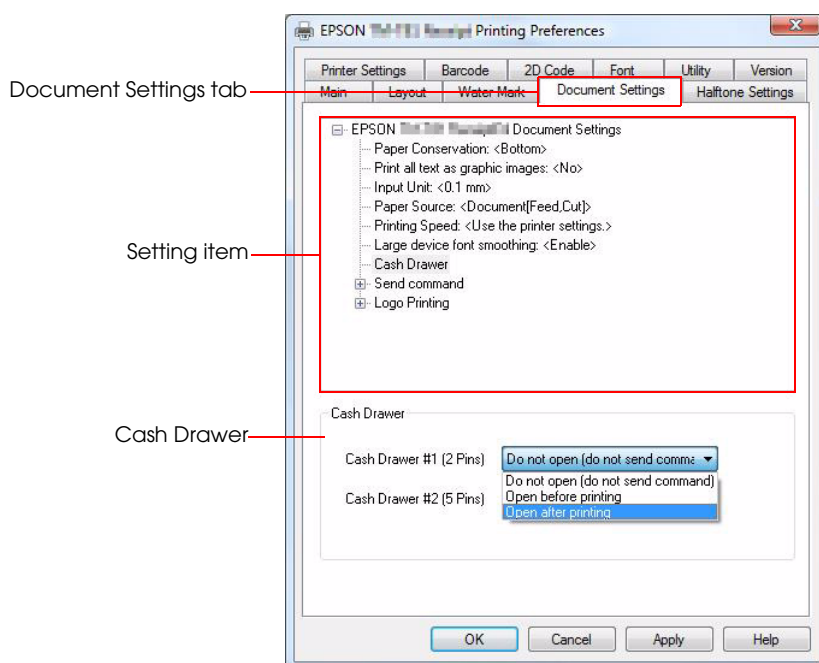 EPSON Printing Preferences
Printer Settings Barcode 2D Code Font Utility Version
Document Settings tab
Main Layout Water Mark Document Settings Halftone Settings
EPSON Document Settings
Paper Conservation: <Bottom>
Print all text as graphic images: <No>
Input Unit: <0.1 mm>
Paper Source: <Document[Feed,Cut]>
Printing Speed: <Use the printer settings.>
Setting item
Large device font smoothing: <Enable>
Cash Drawer
Send command
Logo Printing
Cash Drawer
Cash Drawer
Cash Drawer #1 (2 Pins) Do not open (do not send comma
Do not open (do not send command)
Cash Drawer #2 (5 Pins) Open before printing
Open after printing
OK Cancel Apply Help